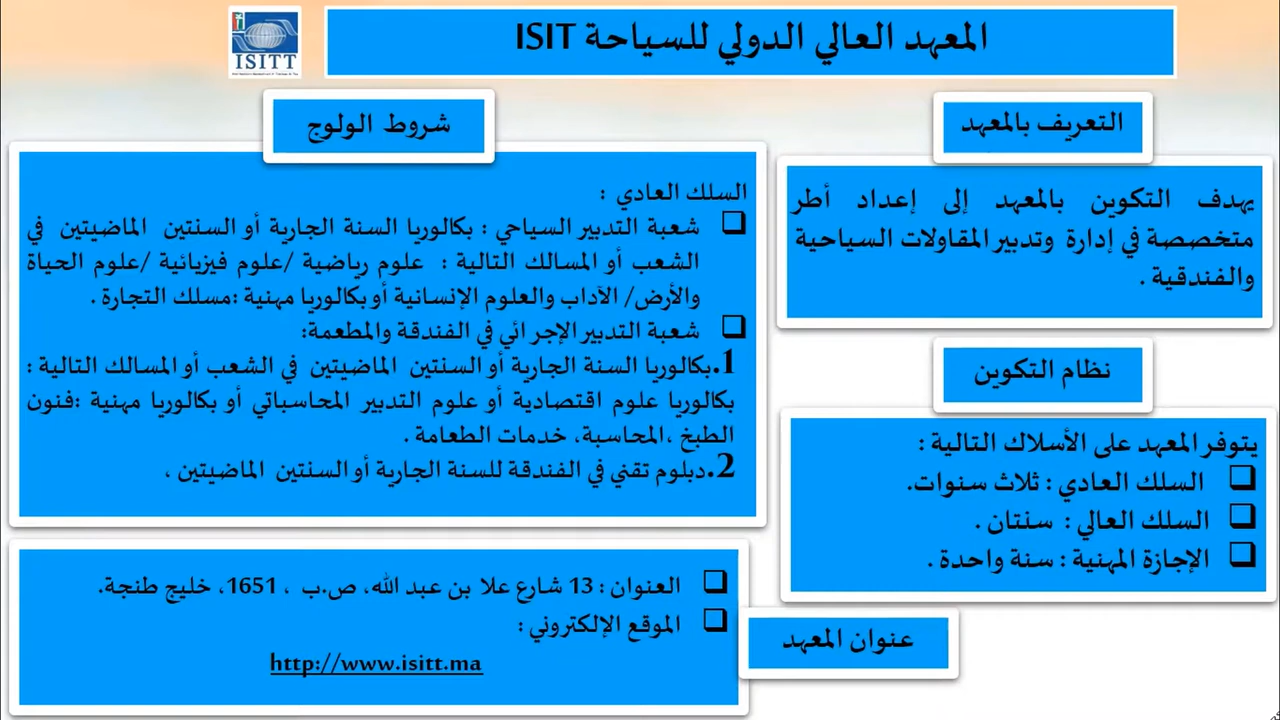 المعهد العالي الدولي للسياحة ISIT
ISITT
التعريف بالمعهد
يهدف التكوين بالمعهد إلى إعداد أطر
متخصصة في إدارة وتدبير المقاولات السياحية
والفندقية .
نظام التكوين
يتوفر المعهد على الأسلاك التالية :
❑ السلك العادي : ثلاث سنوات.
❑ السلك العالي : سنتان .
❑ الإجازة المهنية : سنة واحدة .
شروط الولوج
السلك العادي :
❑ شعبة التدبير السياحي : بكالوريا السنة الجارية أو السنتين الماضيتين في
الشعب أو المسالك التالية : علوم رياضية /علوم فيزيائية /علوم الحياة
والأرض/ الآداب والعلوم الإنسانية أو بكالوريا مهنية :مسلك التجارة .
❑ شعبة التدبير الإجرائي في الفندقة والمطعمة:
1.بكالوريا السنة الجارية أو السنتين الماضيتين في الشعب أو المسالك التالية :
بكالوريا علوم اقتصادية أو علوم التدبير المحاسباتي أو بكالوريا مهنية :فنون
الطبخ ،المحاسبة، خدمات الطعامة .
2.دبلوم تقني في الفندقة للسنة الجارية أو السنتين الماضيتين ،
عنوان المعهد
❑ العنوان : 13 شارع علا بن عبد الله، ص.ب ، 1651، خليج طنجة.
❑ الموقع الإلكتروني :
http://www.isitt.ma